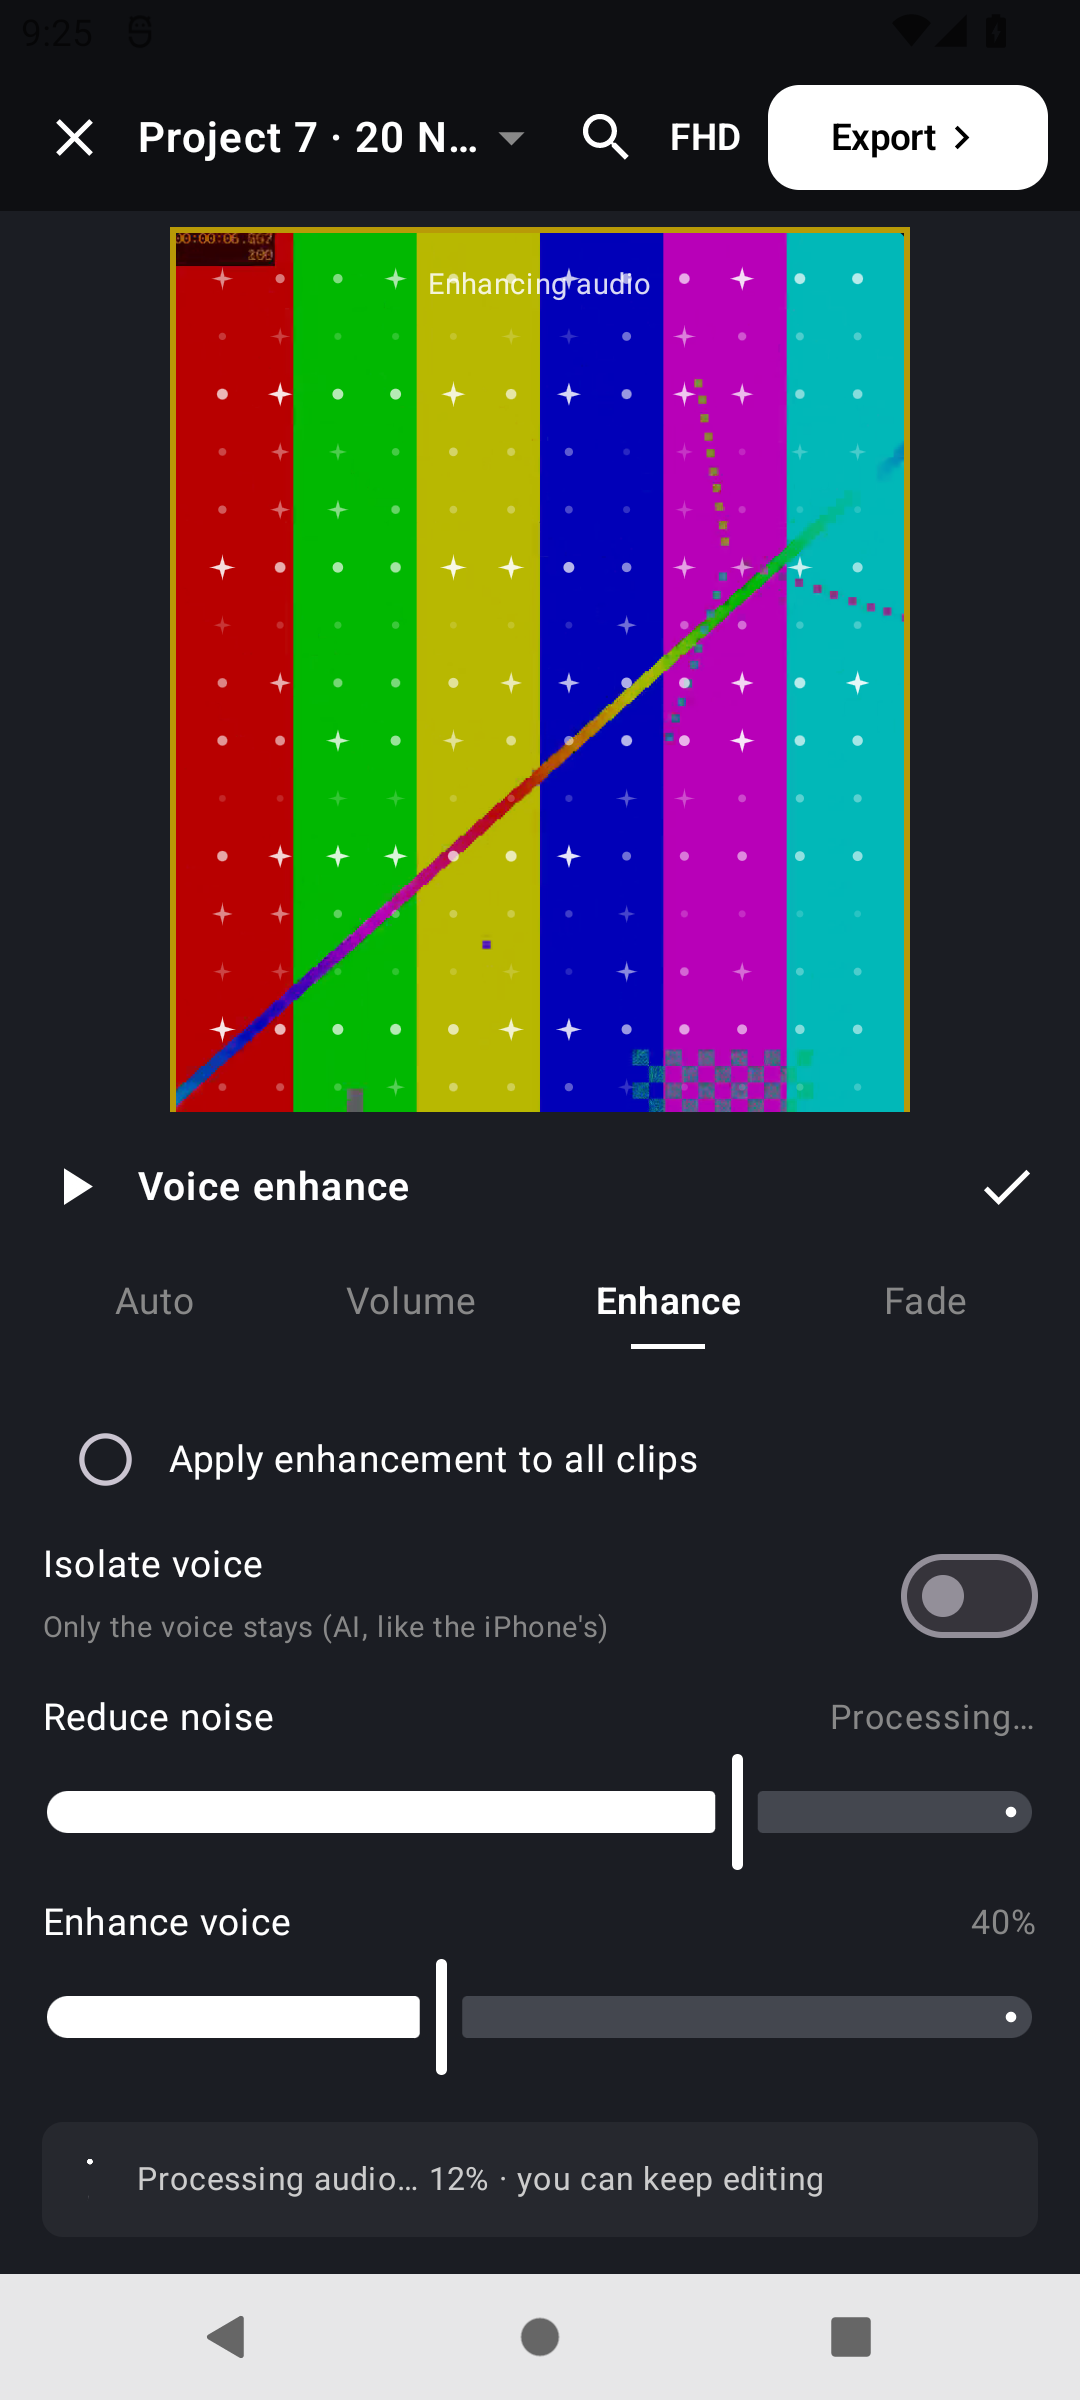 9:25
Project 7 · 20 N...
FHD
Export
Enhancing audio
Voice enhance
Auto
Volume
Enhance
Fade
Apply enhancement to all clips
Isolate voice
Only the voice stays (AI, like the iPhone's)
Reduce noise
Processing...
Enhance voice
40%
Processing audio... 12% · you can keep editing